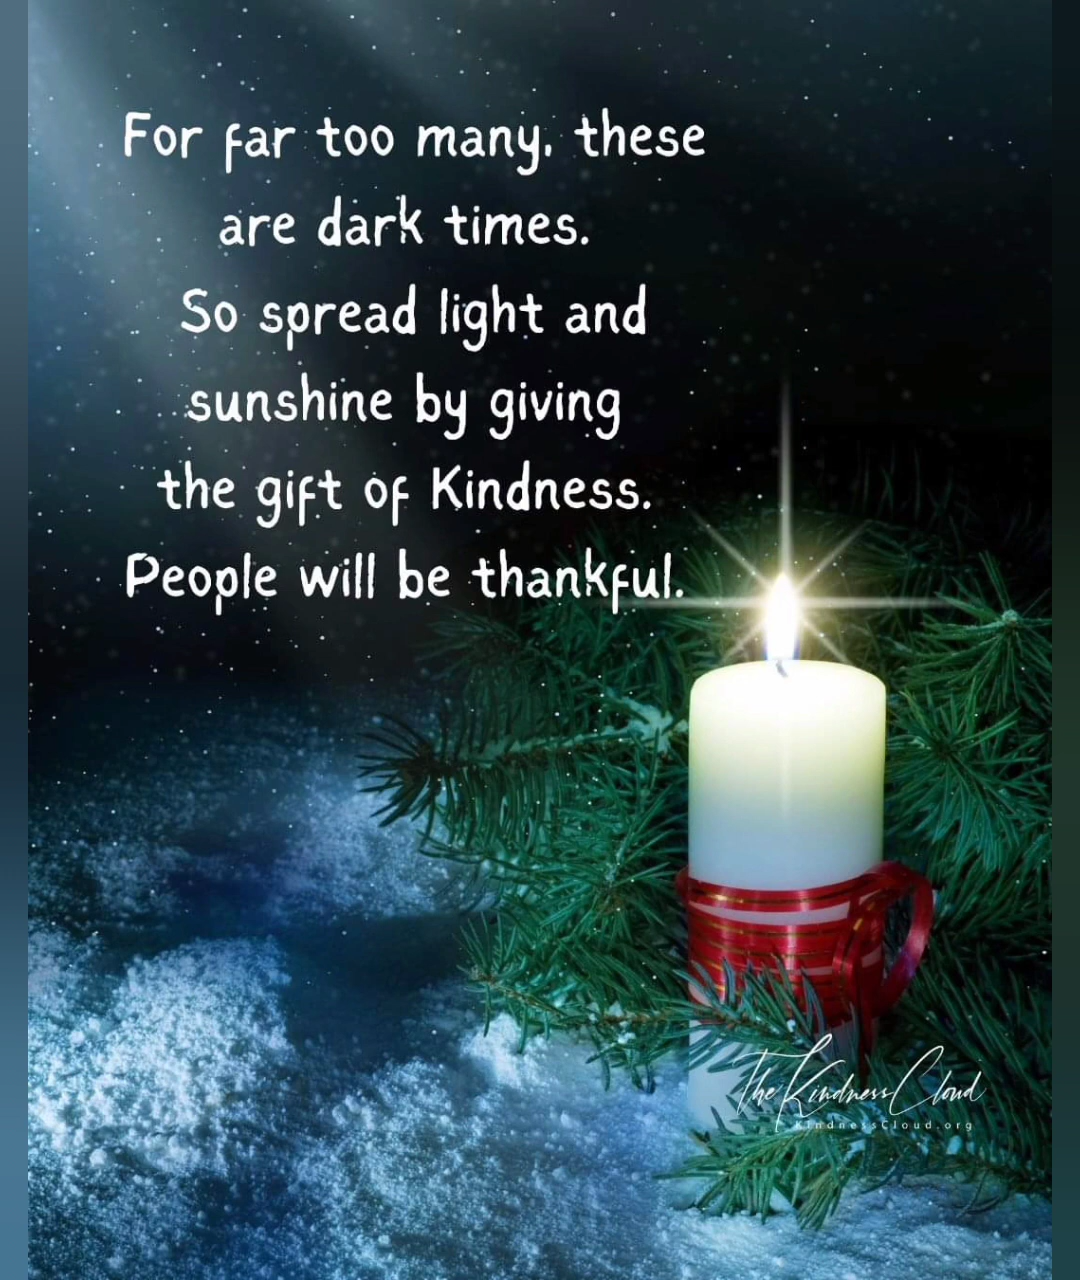 For far too many, these
are dark times.
So spread light and
sunshine by giving
the gift of Kindness.
People will be thankful.
The Kindness Cloud
KindnessCloud.org